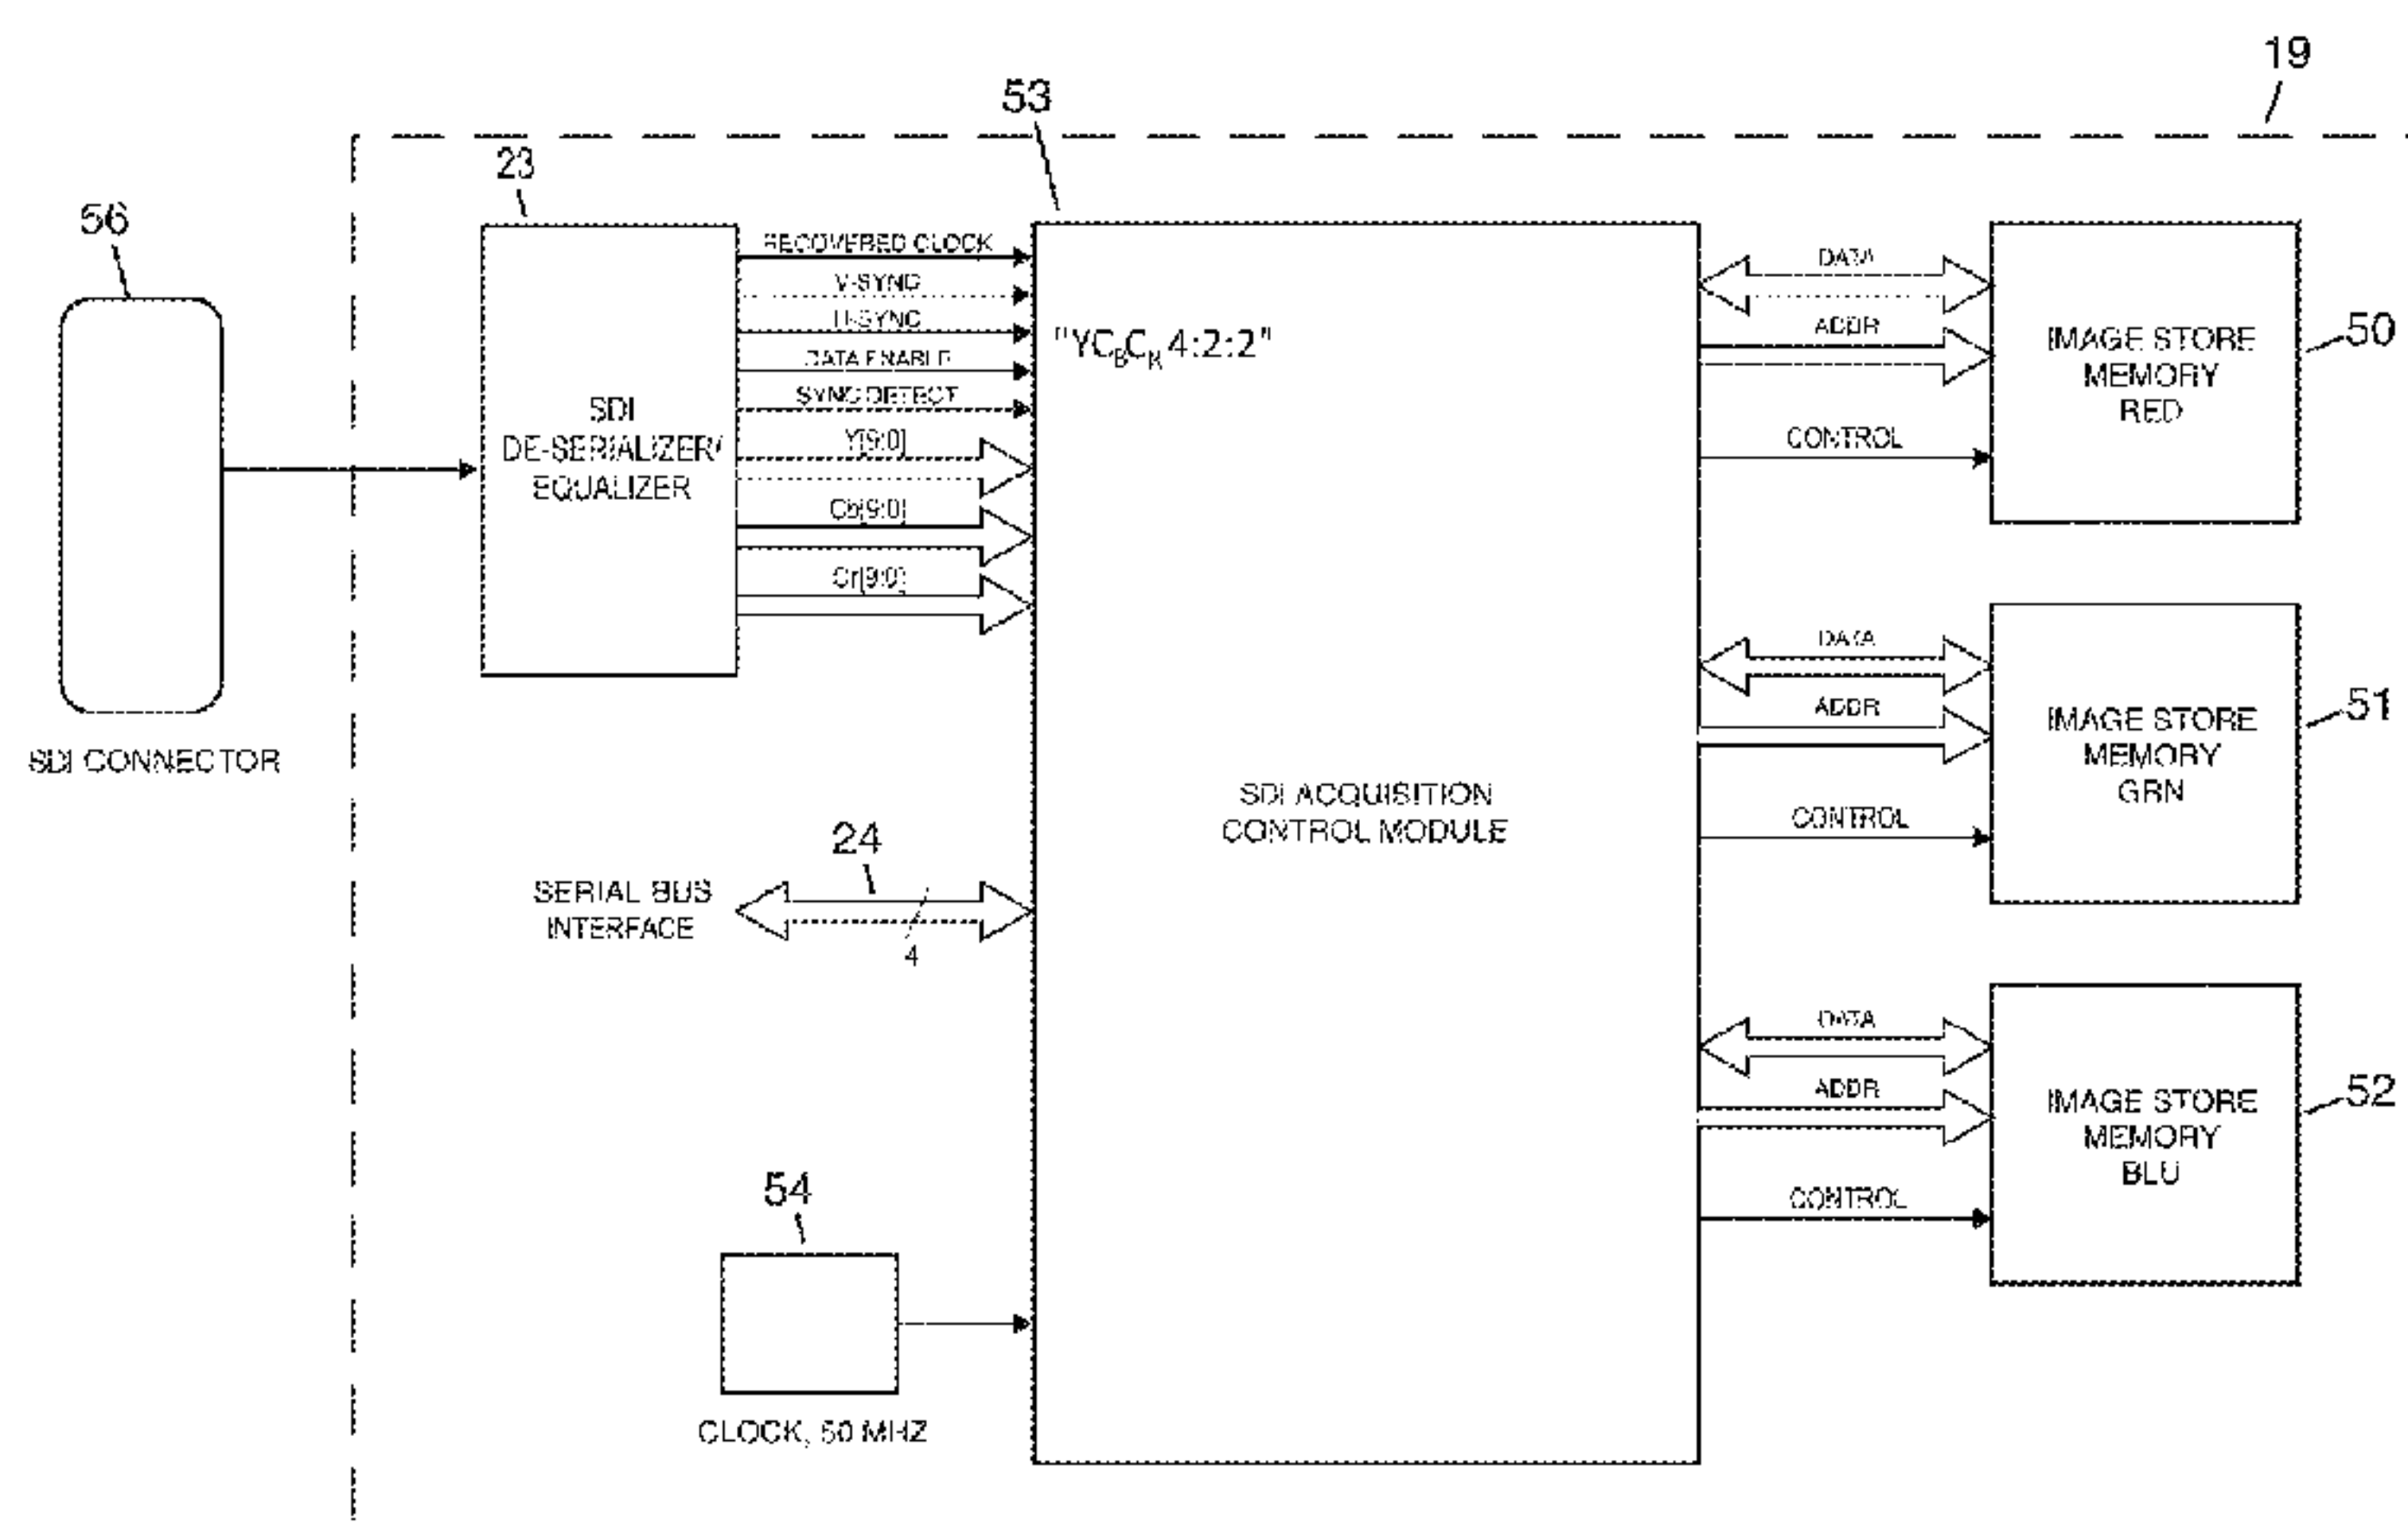 19
53
23
56
RECOVERED CLOCK
V-SYNC
H-SYNC
DATA ENABLE
SYNC DETECT
Y[9:0]
Cb[9:0]
Cr[9:0]
"YCBCR 4:2:2"
SDI
DE-SERIALIZER/
EQUALIZER
SDI CONNECTOR
DATA
ADDR
CONTROL
IMAGE STORE
MEMORY
RED
50
DATA
ADDR
CONTROL
IMAGE STORE
MEMORY
GRN
51
SDI ACQUISITION
CONTROL MODULE
24
SERIAL BUS
INTERFACE
4
DATA
ADDR
CONTROL
IMAGE STORE
MEMORY
BLU
52
54
CLOCK, 50 MHZ